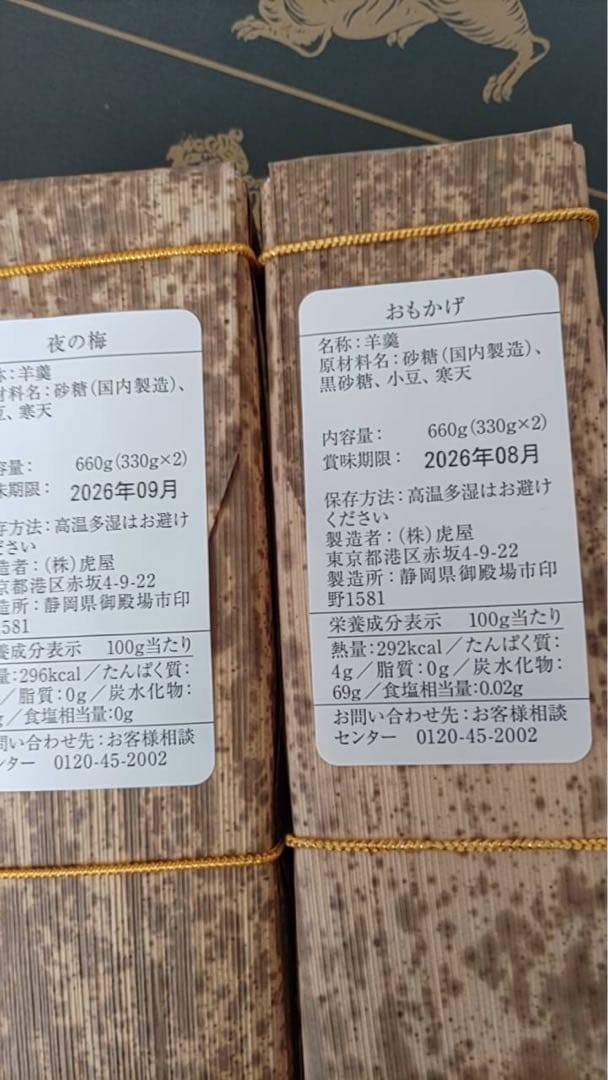 夜の梅
称：羊羹
材料名：砂糖（国内製造）、
豆、寒天
容量： 660g（330g×2）
味期限： 2026年09月
存方法：高温多湿はお避け
ださい
造者：（株）虎屋
京都港区赤坂4-9-22
造所：静岡県御殿場市印
1581
養成分表示 100g当たり
量：296kcal／たんぱく質：
／脂質：0g／炭水化物：
g／食塩相当量：0g
問い合わせ先：お客様相談
ンター 0120-45-2002
おもかげ
名称：羊羹
原材料名：砂糖（国内製造）、
黒砂糖、小豆、寒天
内容量： 660g（330g×2）
賞味期限： 2026年08月
保存方法：高温多湿はお避け
ください
製造者：（株）虎屋
東京都港区赤坂4-9-22
製造所：静岡県御殿場市印
野1581
栄養成分表示 100g当たり
熱量：292kcal／たんぱく質：
4g／脂質：0g／炭水化物：
69g／食塩相当量：0.02g
お問い合わせ先：お客様相談
センター 0120-45-2002